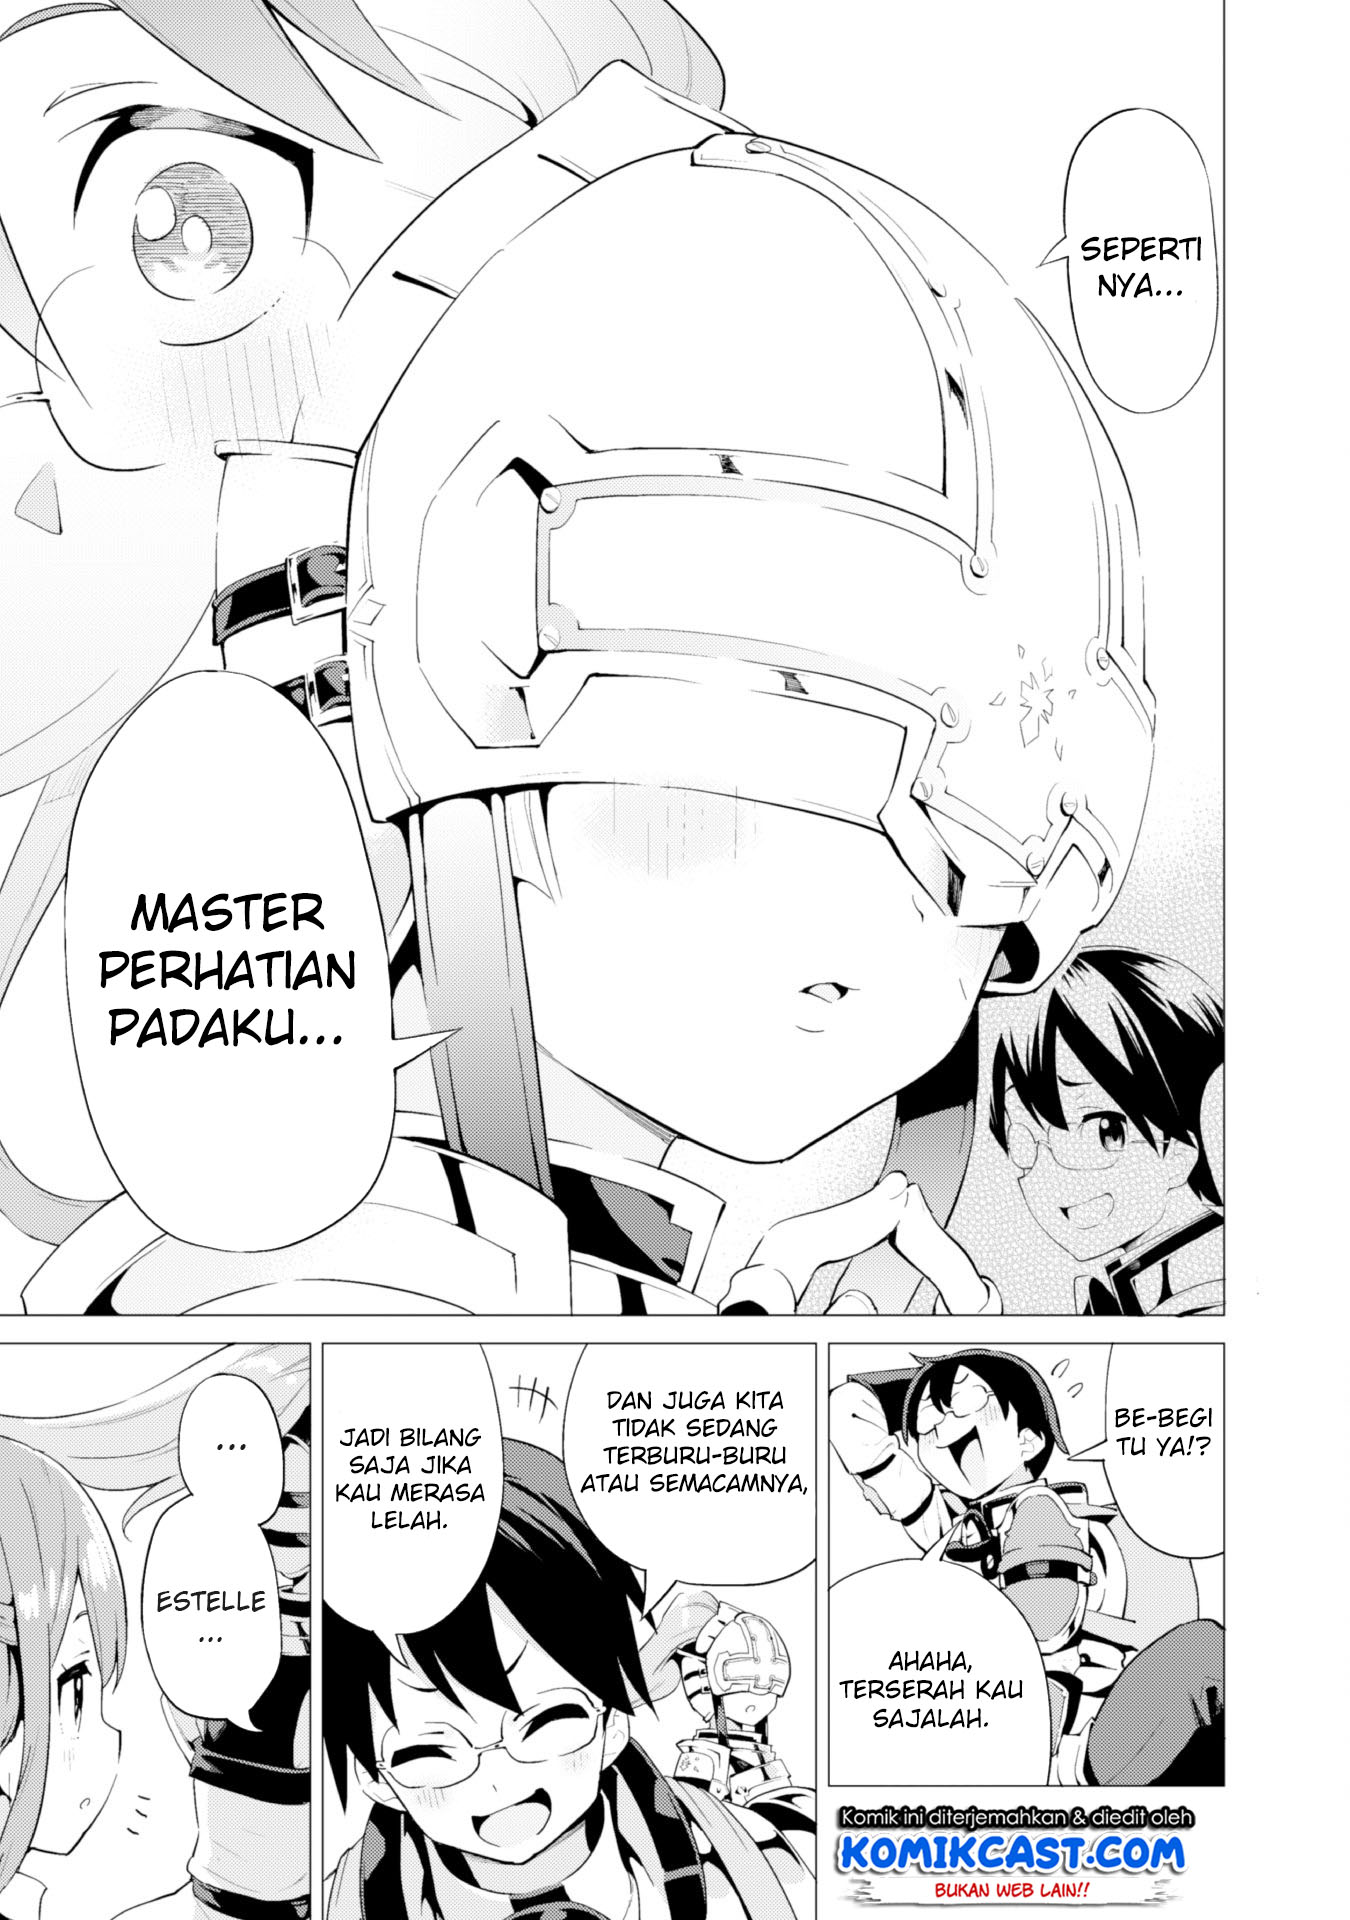 SEPERTI
NYA...
MASTER
PERHATIAN
PADAKU...
BE-BEGI
TU YA!?
AHAHA,
TERSERAH KAU
SAJALAH.
DAN JUGA KITA
TIDAK SEDANG
TERBURU-BURU
ATAU SEMACAMNYA,
JADI BILANG
SAJA JIKA
KAU MERASA
LELAH.
...
ESTELLE
...
Komik ini diterjemahkan & diedit oleh
KOMIKCAST.COM
BUKAN WEB LAIN!!